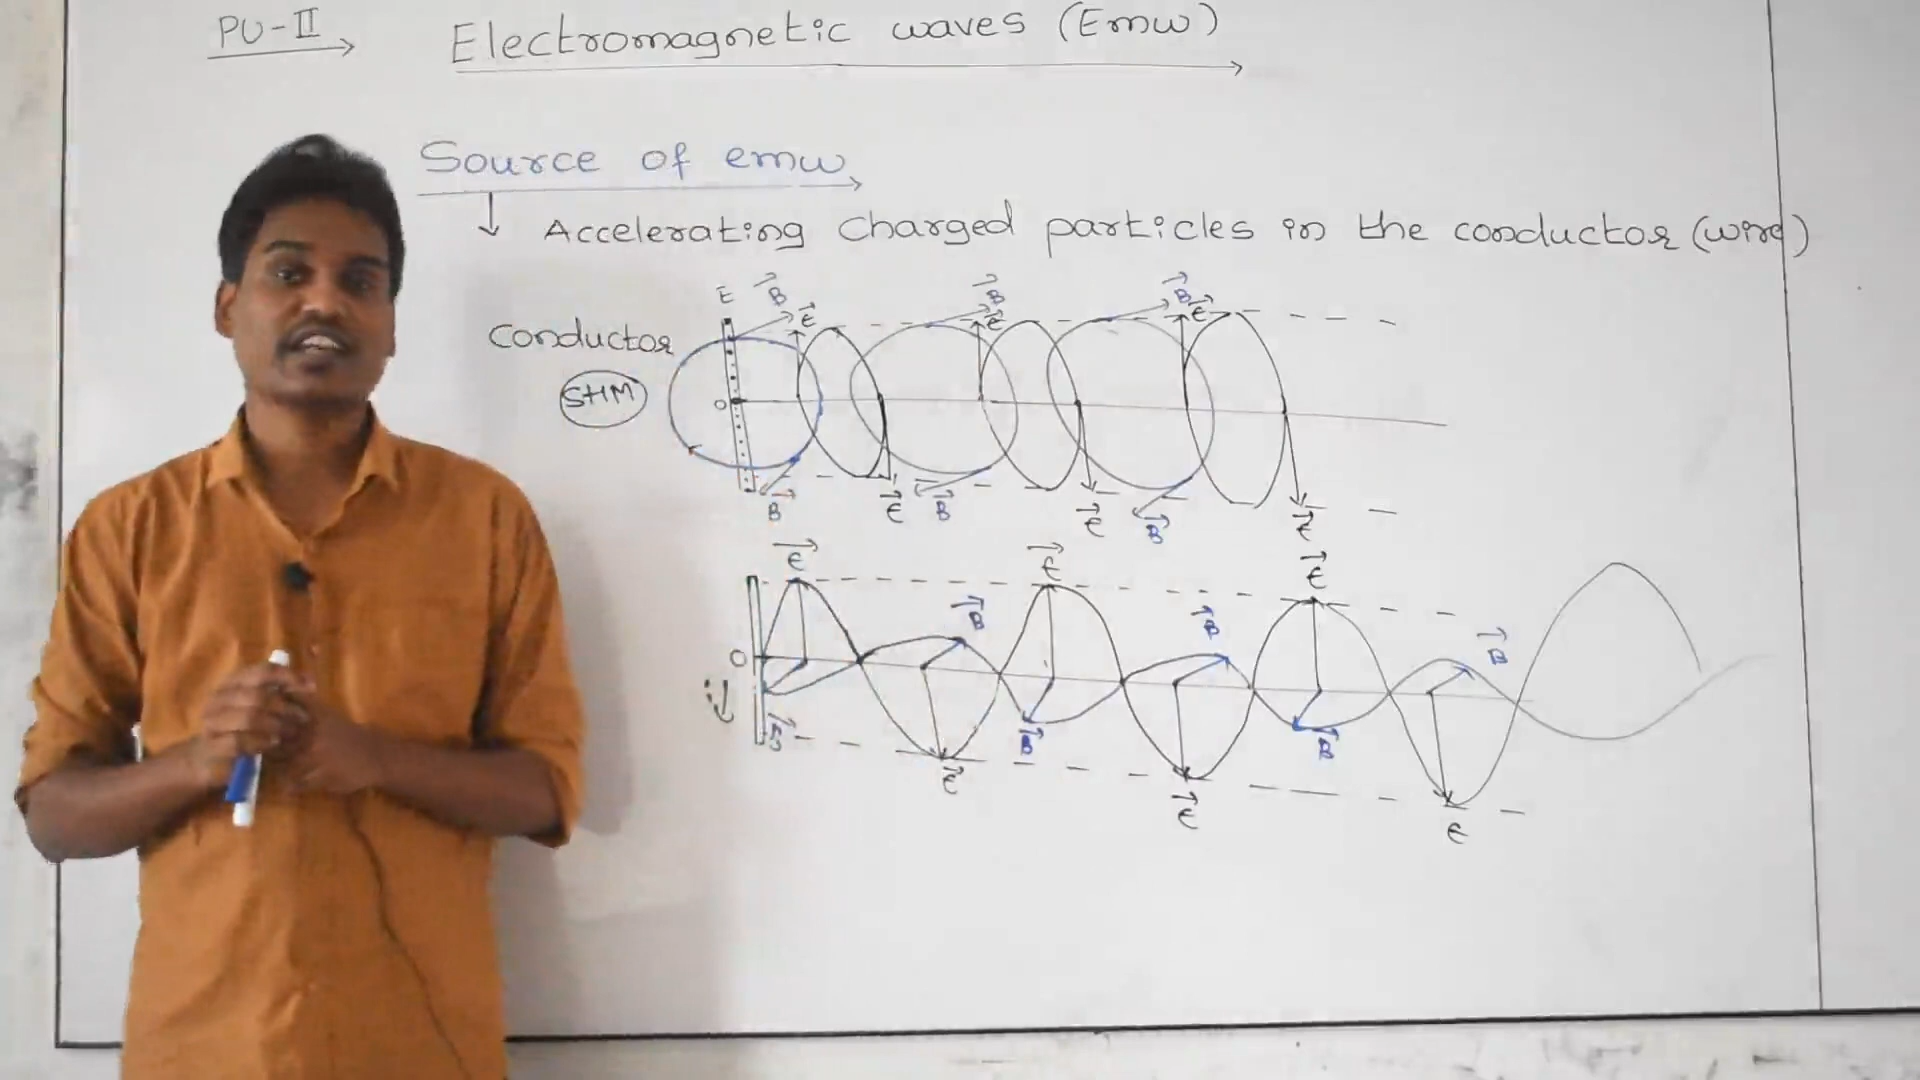 PU-II
Electromagnetic waves (Emw)
Source of emw
Accelerating charged particles in the conductor (wire)
E B E B E B E
Conductor
SHM
O
B E B E B E
E E E
B B B
O
B B
E E E